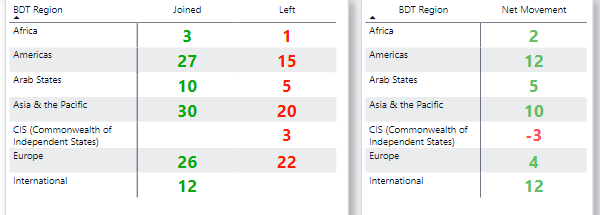 BDT Region Joined Left
Africa 3 1
Americas 27 15
Arab States 10 5
Asia & the Pacific 30 20
CIS (Commonwealth of 3
Independent States)
Europe 26 22
International 12
BDT Region Net Movement
Africa 2
Americas 12
Arab States 5
Asia & the Pacific 10
CIS (Commonwealth of -3
Independent States)
Europe 4
International 12